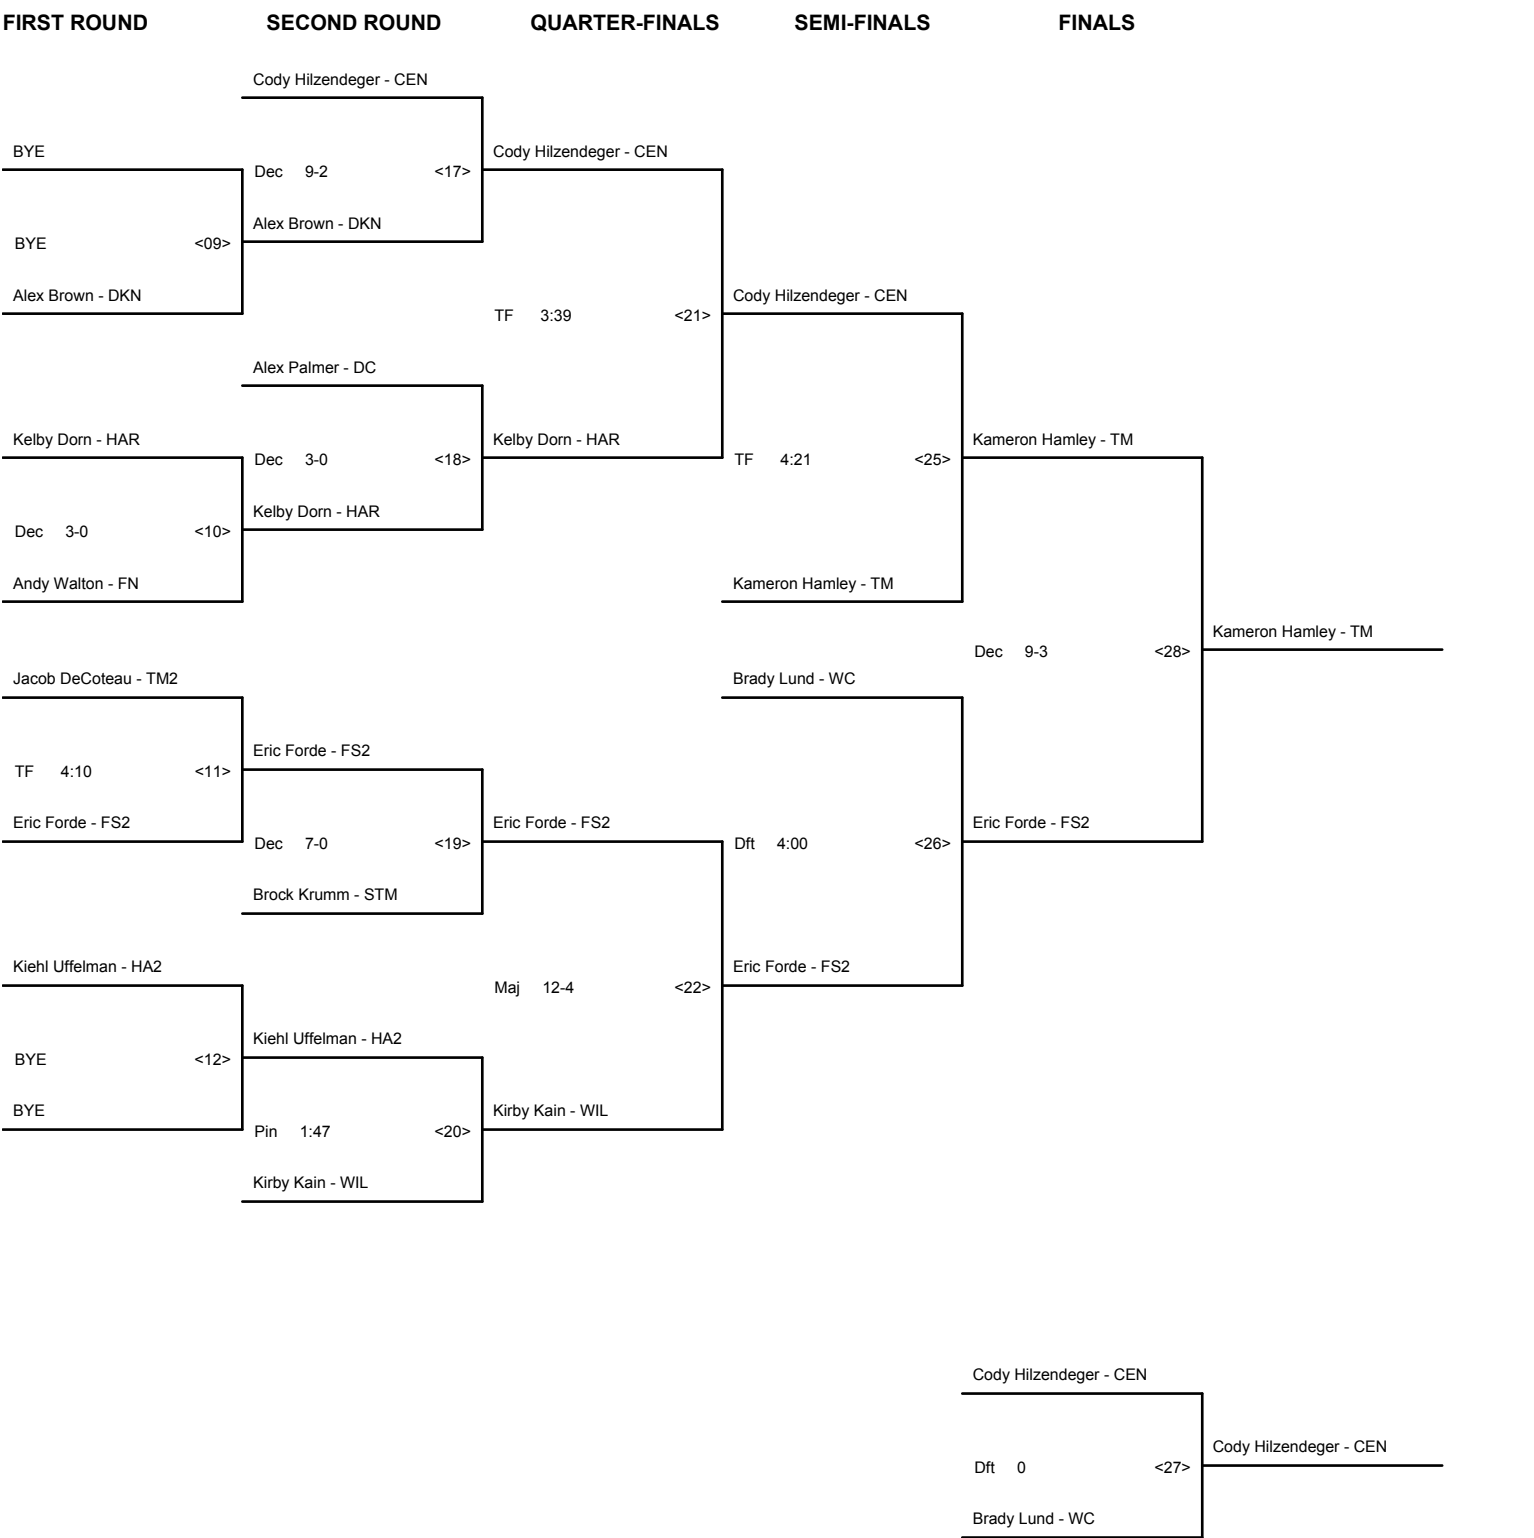 FIRST ROUND SECOND ROUND QUARTER-FINALS SEMI-FINALS FINALS
Cody Hilzendeger - CEN
BYE Cody Hilzendeger - CEN
Dec 9-2 <17>
Alex Brown - DKN
BYE <09>
Alex Brown - DKN Cody Hilzendeger - CEN
TF 3:39 <21>
Alex Palmer - DC
Kelby Dorn - HAR Kelby Dorn - HAR Kameron Hamley - TM
Dec 3-0 <18> TF 4:21 <25>
Kelby Dorn - HAR
Dec 3-0 <10>
Andy Walton - FN Kameron Hamley - TM
Kameron Hamley - TM
Dec 9-3 <28>
Jacob DeCoteau - TM2 Brady Lund - WC
Eric Forde - FS2
TF 4:10 <11>
Eric Forde - FS2 Eric Forde - FS2 Eric Forde - FS2
Dec 7-0 <19> Dft 4:00 <26>
Brock Krumm - STM
Kiehl Uffelman - HA2 Eric Forde - FS2
Maj 12-4 <22>
Kiehl Uffelman - HA2
BYE <12>
BYE Kirby Kain - WIL
Pin 1:47 <20>
Kirby Kain - WIL
Cody Hilzendeger - CEN
Cody Hilzendeger - CEN
Dft 0 <27>
Brady Lund - WC